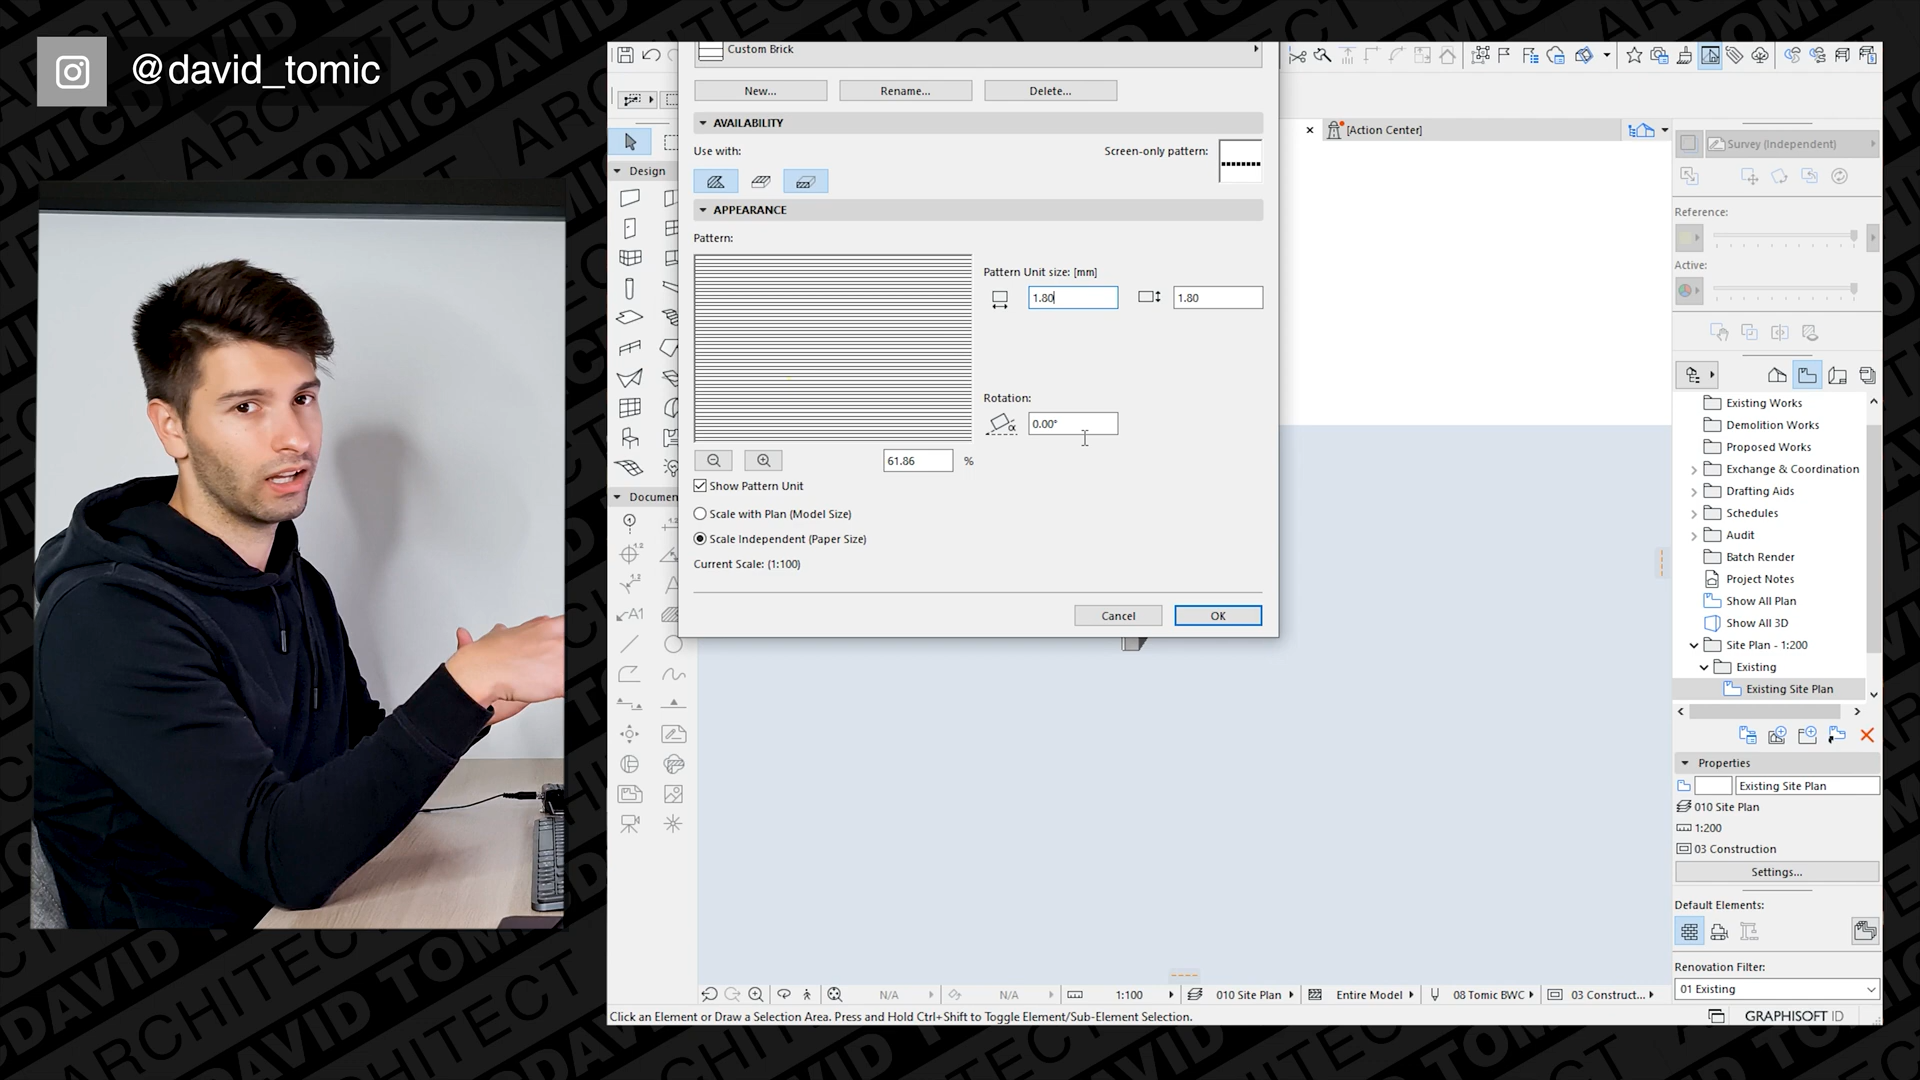 @david_tomic
Custom Brick
New...
Rename...
Delete...
AVAILABILITY
Use with:
Screen-only pattern:
APPEARANCE
Pattern:
Pattern Unit size: [mm]
1.80
1.80
Rotation:
0.00°
61.86
%
Show Pattern Unit
Scale with Plan (Model Size)
Scale Independent (Paper Size)
Current Scale: (1:100)
Cancel
OK
Design
Documen
[Action Center]
Survey (Independent)
Reference:
Active:
Existing Works
Demolition Works
Proposed Works
Exchange & Coordination
Drafting Aids
Schedules
Audit
Batch Render
Project Notes
Show All Plan
Show All 3D
Site Plan - 1:200
Existing
Existing Site Plan
Properties
Existing Site Plan
010 Site Plan
1:200
03 Construction
Settings...
Default Elements:
Renovation Filter:
01 Existing
N/A
N/A
1:100
010 Site Plan
Entire Model
08 Tomic BWC
03 Construct...
Click an Element or Draw a Selection Area. Press and Hold Ctrl+Shift to Toggle Element/Sub-Element Selection.
GRAPHISOFT ID
DAVID TOMIC
ARCHITECT